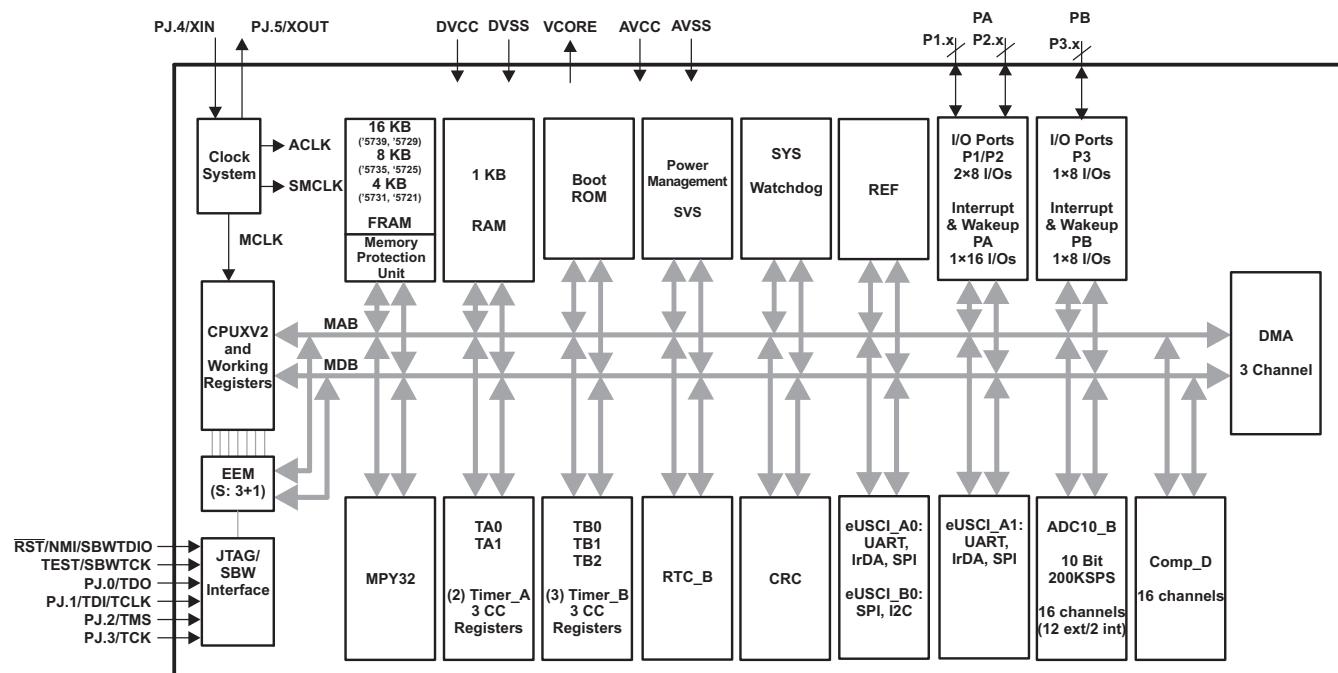 PJ.4/XIN
PJ.5/XOUT
DVCC
DVSS
VCORE
AVCC
AVSS
PA
P1.x
P2.x
PB
P3.x
Clock
System
ACLK
SMCLK
MCLK
16 KB
('5739, '5729)
8 KB
('5735, '5725)
4 KB
('5731, '5721)
FRAM
Memory
Protection
Unit
1 KB
RAM
Boot
ROM
Power
Management
SVS
SYS
Watchdog
REF
I/O Ports
P1/P2
2×8 I/Os
Interrupt
& Wakeup
PA
1×16 I/Os
I/O Ports
P3
1×8 I/Os
Interrupt
& Wakeup
PB
1×8 I/Os
CPUXV2
and
Working
Registers
MAB
MDB
DMA
3 Channel
EEM
(S: 3+1)
RST/NMI/SBWTDIO
TEST/SBWTCK
PJ.0/TDO
PJ.1/TDI/TCLK
PJ.2/TMS
PJ.3/TCK
JTAG/
SBW
Interface
MPY32
TA0
TA1
(2) Timer_A
3 CC
Registers
TB0
TB1
TB2
(3) Timer_B
3 CC
Registers
RTC_B
CRC
eUSCI_A0:
UART,
IrDA, SPI
eUSCI_B0:
SPI, I2C
eUSCI_A1:
UART,
IrDA, SPI
ADC10_B
10 Bit
200KSPS
16 channels
(12 ext/2 int)
Comp_D
16 channels